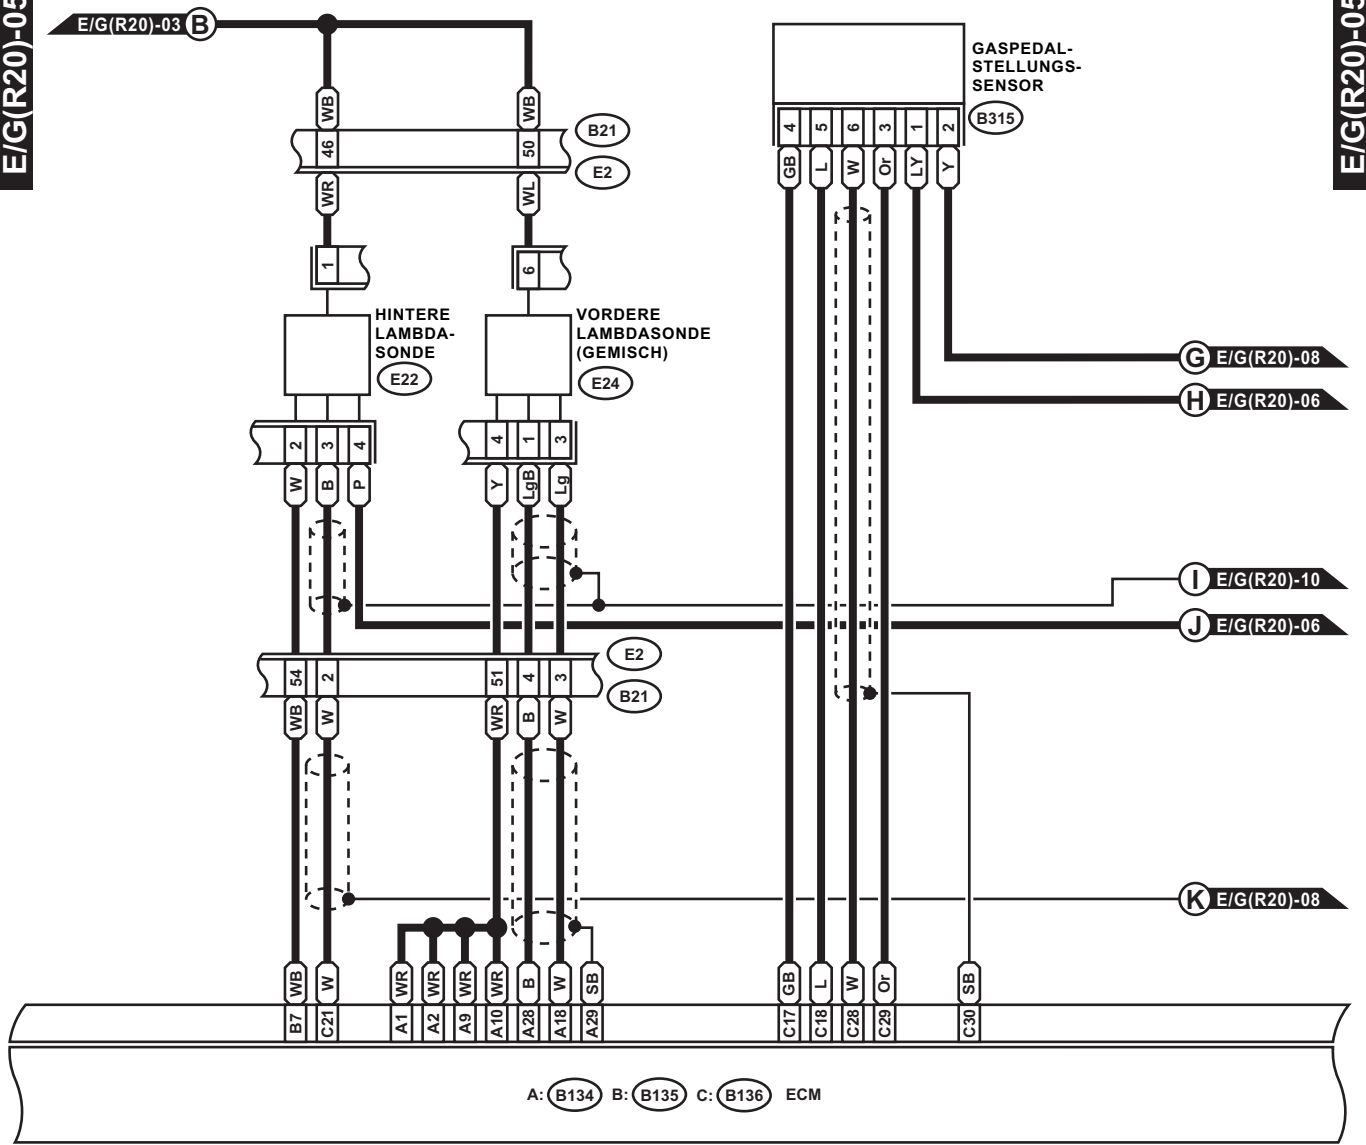 E/G(R20)-05
E/G(R20)-03 B
WB WB
46 50 B21
E2
WR WL
1 6
HINTERE
LAMBDA-
SONDE
E22
VORDERE
LAMBDASONDE
(GEMISCH)
E24
2 3 4 4 1 3
W B P Y LgB Lg
E2
54 2 51 4 3
B21
WB W WR B W
GASPEDAL-
STELLUNGS-
SENSOR
B315
4 5 6 3 1 2
GB L W Or LY Y
G E/G(R20)-08
H E/G(R20)-06
I E/G(R20)-10
J E/G(R20)-06
K E/G(R20)-08
WB W WR WR WR WR B W SB GB L W Or SB
B7 C21 A1 A2 A9 A10 A28 A18 A29 C17 C18 C28 C29 C30
A: B134 B: B135 C: B136 ECM
E/G(R20)-05